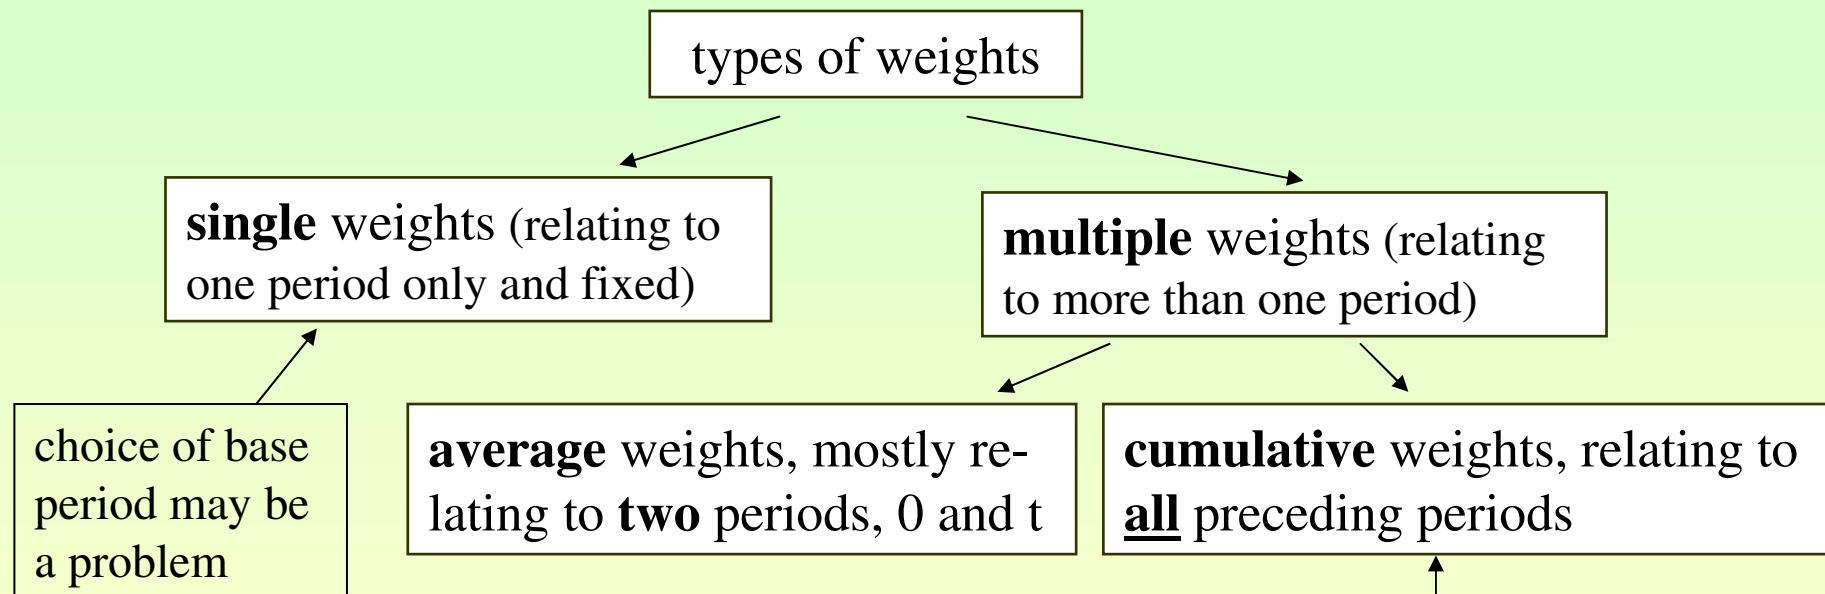 types of weights
single weights (relating to
one period only and fixed)
multiple weights (relating
to more than one period)
choice of base
period may be
a problem
average weights, mostly re-
lating to two periods, 0 and t
cumulative weights, relating to
all preceding periods